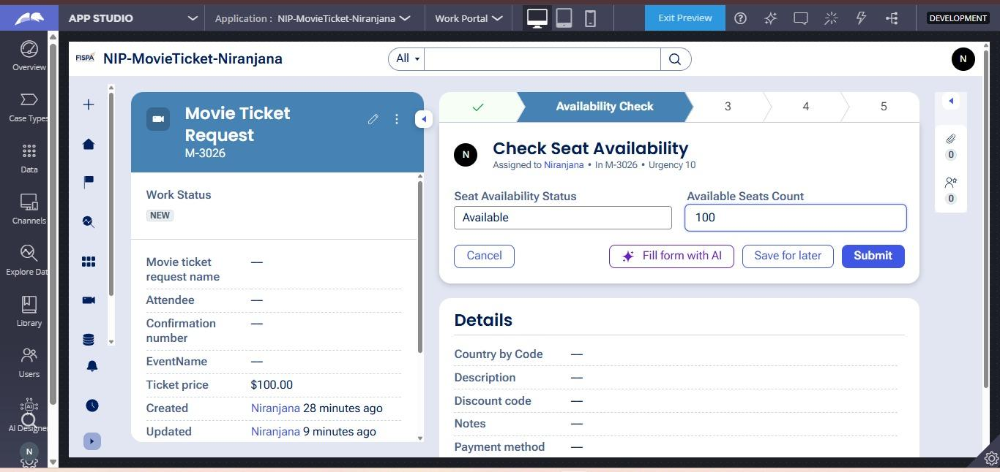 APP STUDIO
Application : NIP-MovieTicket-Niranjana
Work Portal
Exit Preview
DEVELOPMENT
Overview
Case Types
Data
Channels
Explore Dat
Library
Users
AI
AI Designer
N
FISPA
NIP-MovieTicket-Niranjana
All
N
Movie Ticket
Request
M-3026
Work Status
NEW
Movie ticket
request name
—
Attendee —
Confirmation
number
—
EventName —
Ticket price $100.00
Created Niranjana 28 minutes ago
Updated Niranjana 9 minutes ago
Availability Check 3 4 5
N
Check Seat Availability
Assigned to Niranjana • In M-3026 • Urgency 10
Seat Availability Status
Available
Available Seats Count
100
Cancel Fill form with AI Save for later Submit
Details
Country by Code —
Description —
Discount code —
Notes —
Payment method —
0
0